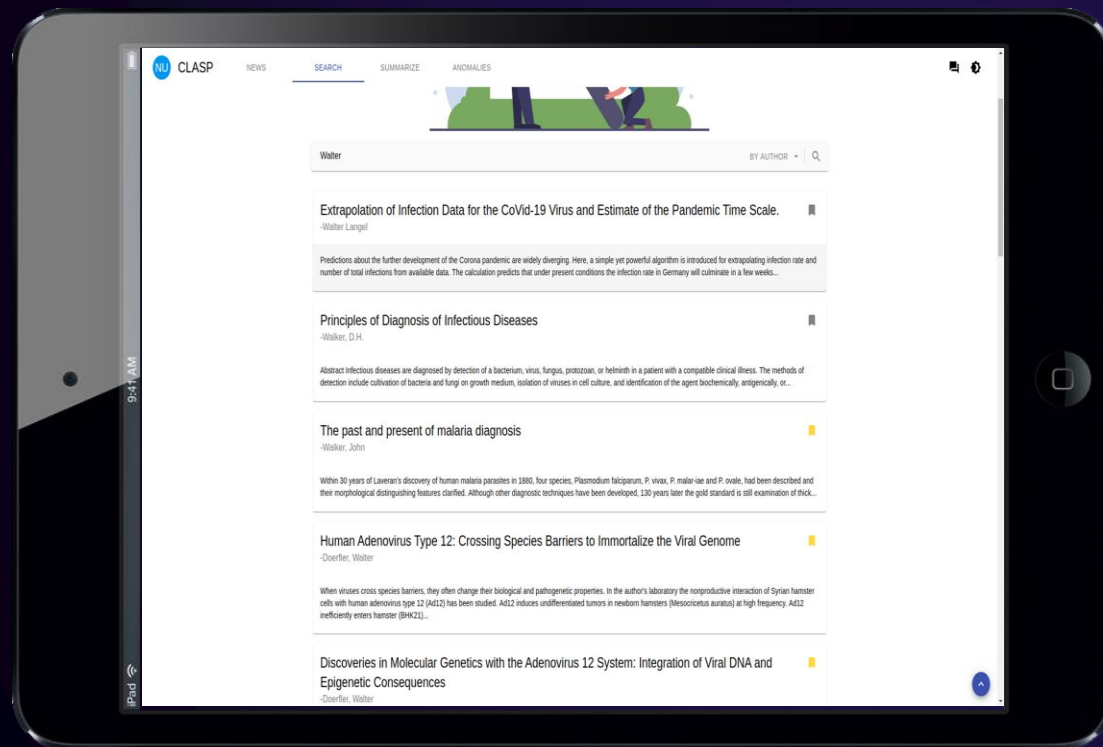 NU CLASP NEWS SEARCH SUMMARIZE ANOMALIES
Walter BY AUTHOR
Extrapolation of Infection Data for the CoVid-19 Virus and Estimate of the Pandemic Time Scale.
-Walter Langel
Predictions about the further development of the Corona pandemic are widely diverging. Here, a simple yet powerful algorithm is introduced for extrapolating infection rate and
number of total infections from available data. The calculation predicts that under present conditions the infection rate in Germany will culminate in a few weeks...
Principles of Diagnosis of Infectious Diseases
-Walker, D.H.
Abstract Infectious diseases are diagnosed by detection of a bacterium, virus, fungus, protozoan, or helminth in a patient with a compatible clinical illness. The methods of
detection include cultivation of bacteria and fungi on growth medium, isolation of viruses in cell culture, and identification of the agent biochemically, antigenically, or...
The past and present of malaria diagnosis
-Walker, John
Within 30 years of Laveran's discovery of human malaria parasites in 1880, four species, Plasmodium falciparum, P. vivax, P. malar-iae and P. ovale, had been described and
their morphological distinguishing features clarified. Although other diagnostic techniques have been developed, 130 years later the gold standard is still examination of thick...
Human Adenovirus Type 12: Crossing Species Barriers to Immortalize the Viral Genome
-Doerfler, Walter
When viruses cross species barriers, they often change their biological and pathogenetic properties. In the author's laboratory the nonproductive interaction of Syrian hamster
cells with human adenovirus type 12 (Ad12) has been studied. Ad12 induces undifferentiated tumors in newborn hamsters (Mesocricetus auratus) at high frequency. Ad12
inefficiently enters hamster (BHK21)...
Discoveries in Molecular Genetics with the Adenovirus 12 System: Integration of Viral DNA and
Epigenetic Consequences
-Doerfler, Walter
9:41 AM
iPad